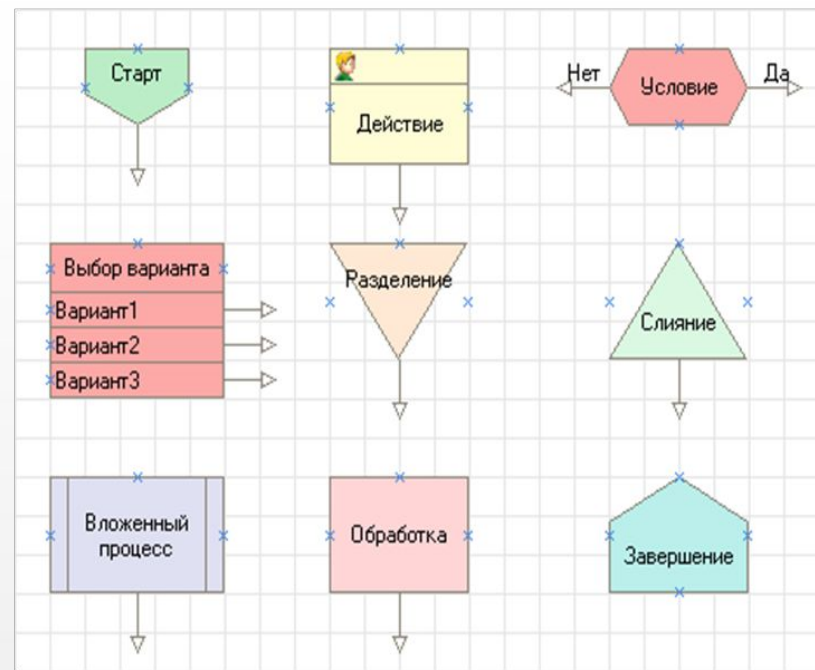 Старт
Действие
Нет
Условие
Да
Выбор варианта
Вариант1
Вариант2
Вариант3
Разделение
Слияние
Вложенный
процесс
Обработка
Завершение